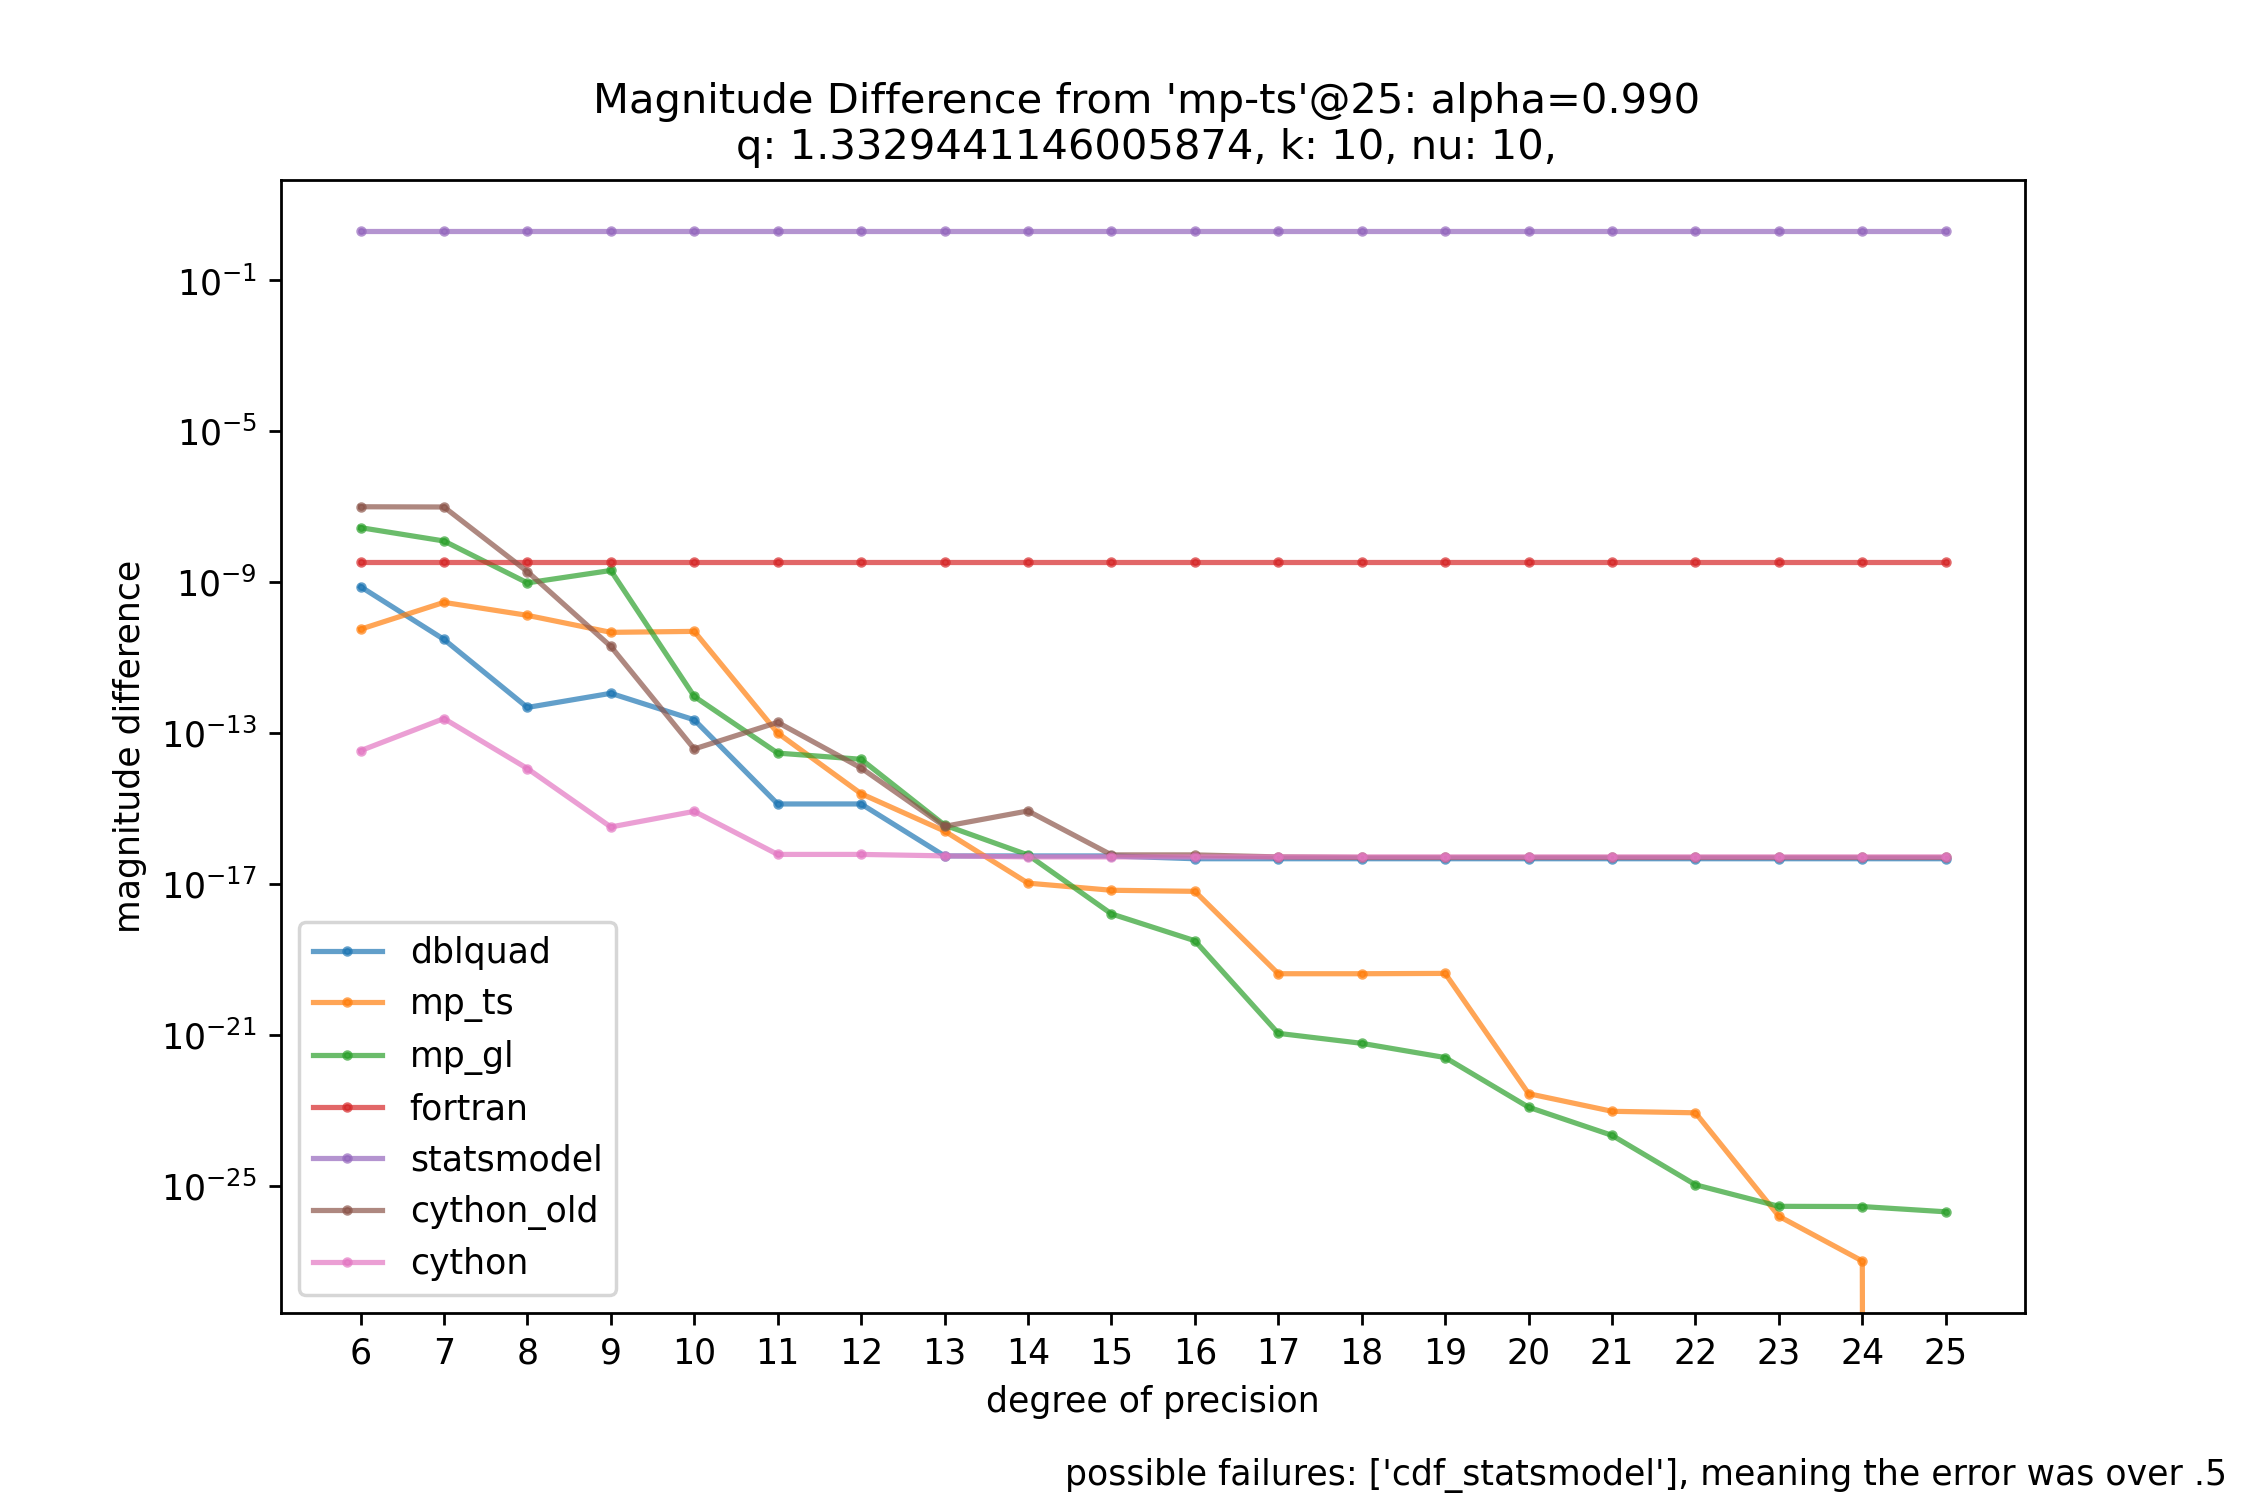 Magnitude Difference from 'mp-ts'@25: alpha=0.990
q: 1.3329441146005874, k: 10, nu: 10,
magnitude difference
10⁻¹
10⁻⁵
10⁻⁹
10⁻¹³
10⁻¹⁷
10⁻²¹
10⁻²⁵
dblquad
mp_ts
mp_gl
fortran
statsmodel
cython_old
cython
6 7 8 9 10 11 12 13 14 15 16 17 18 19 20 21 22 23 24 25
degree of precision
possible failures: ['cdf_statsmodel'], meaning the error was over .5